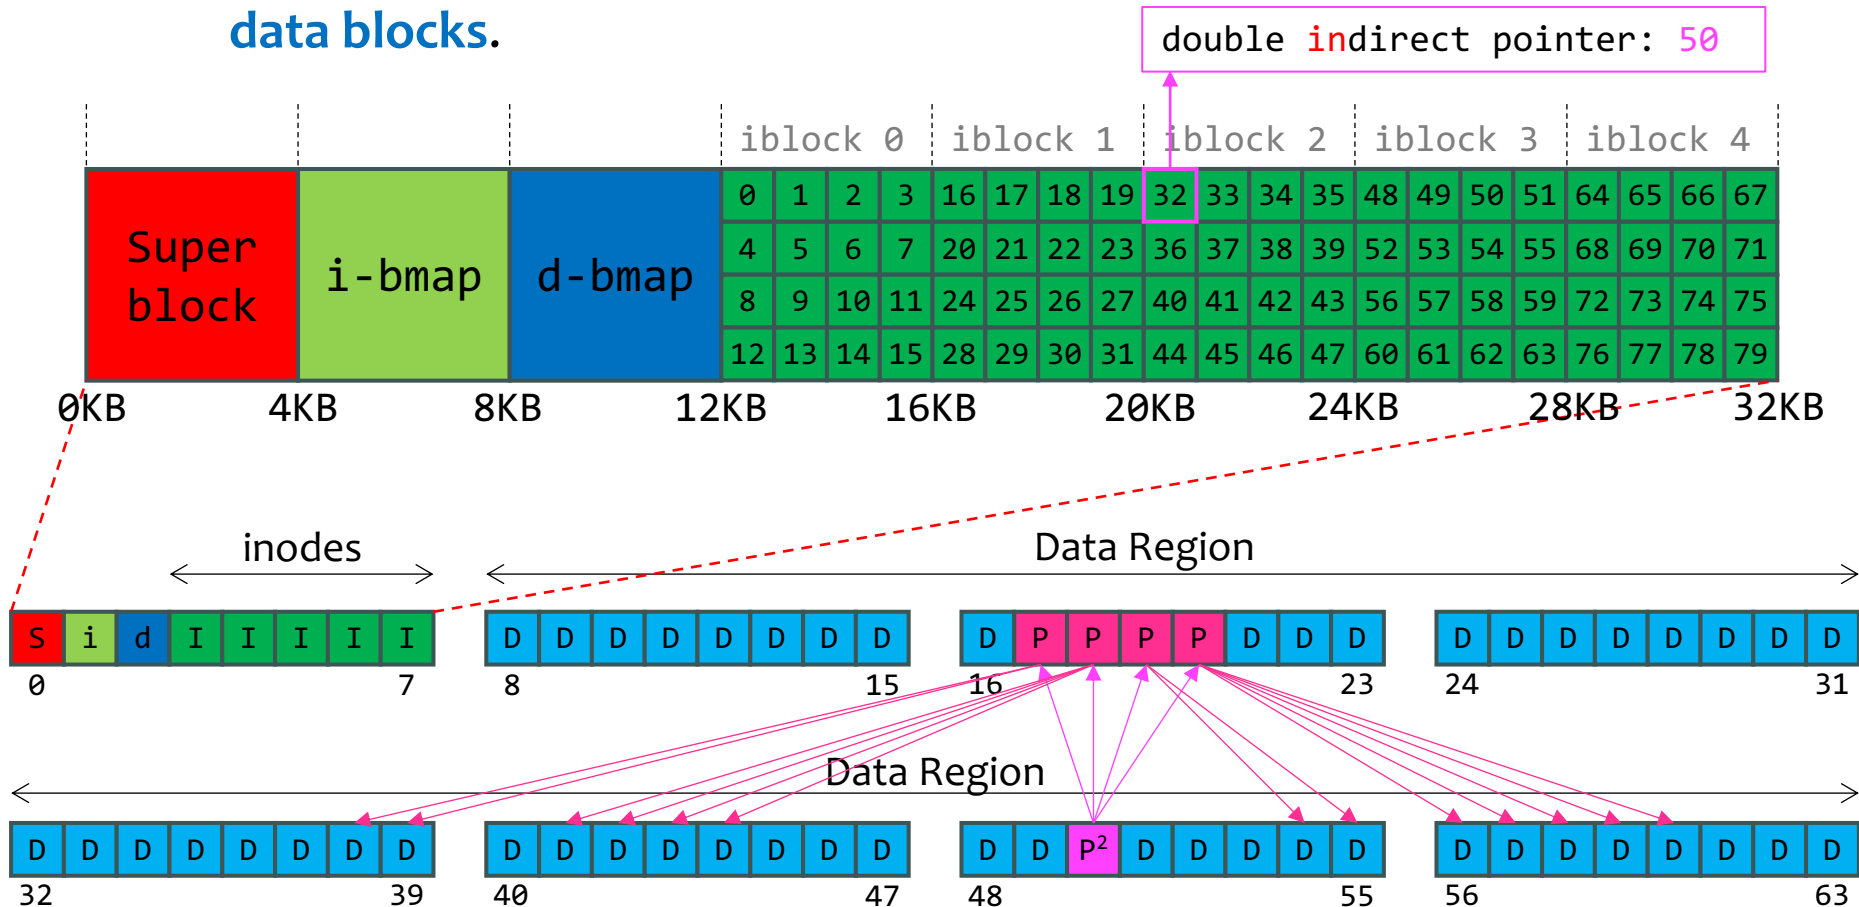 data blocks.
double indirect pointer: 50
iblock 0 iblock 1 iblock 2 iblock 3 iblock 4
Super block
i-bmap
d-bmap
0 1 2 3 16 17 18 19 32 33 34 35 48 49 50 51 64 65 66 67
4 5 6 7 20 21 22 23 36 37 38 39 52 53 54 55 68 69 70 71
8 9 10 11 24 25 26 27 40 41 42 43 56 57 58 59 72 73 74 75
12 13 14 15 28 29 30 31 44 45 46 47 60 61 62 63 76 77 78 79
0KB 4KB 8KB 12KB 16KB 20KB 24KB 28KB 32KB
inodes Data Region
S i d I I I I I D D D D D D D D D P P P P D D D D D D D D D D D
0 7 8 15 16 23 24 31
Data Region
D D D D D D D D D D D D D D D D D D P² D D D D D D D D D D D D D
32 39 40 47 48 55 56 63